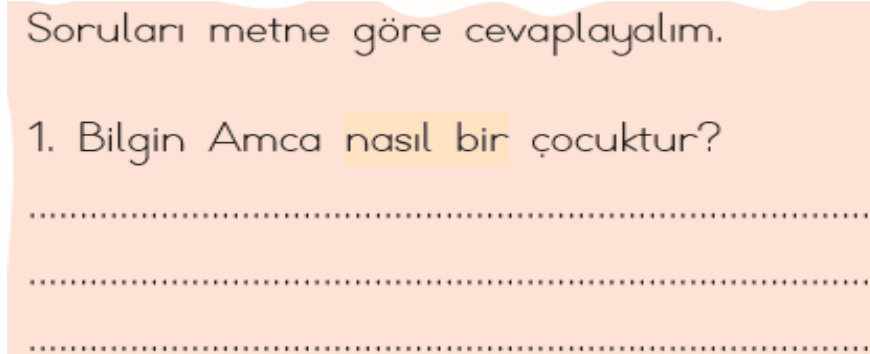 Soruları metne göre cevaplayalım.
1. Bilgin Amca nasıl bir çocuktur?